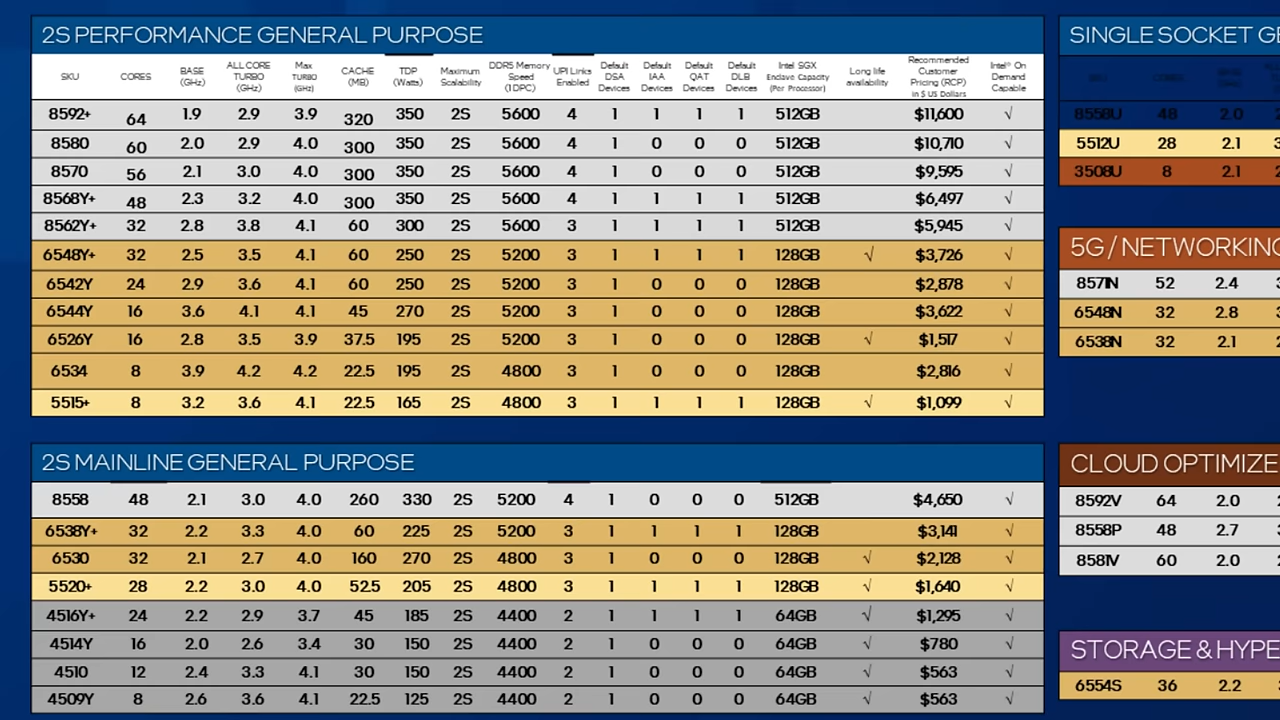 2S PERFORMANCE GENERAL PURPOSE
SKU CORES BASE (GHz) ALL CORE TURBO (GHz) Max TURBO (GHz) CACHE (MB) TDP (Watts) Maximum Scalability DDR5 Memory Speed (1DPC) UPI Links Enabled Default DSA Devices Default IAA Devices Default QAT Devices Default DLB Devices Intel SGX Enclave Capacity (Per Processor) Long life availability Recommended Customer Pricing (RCP) in $ US Dollars Intel® On Demand Capable
8592+ 64 1.9 2.9 3.9 320 350 2S 5600 4 1 1 1 1 512GB $11,600 √
8580 60 2.0 2.9 4.0 300 350 2S 5600 4 1 0 0 0 512GB $10,710 √
8570 56 2.1 3.0 4.0 300 350 2S 5600 4 1 0 0 0 512GB $9,595 √
8568Y+ 48 2.3 3.2 4.0 300 350 2S 5600 4 1 1 1 1 512GB $6,497 √
8562Y+ 32 2.8 3.8 4.1 60 300 2S 5600 3 1 1 1 1 512GB $5,945 √
6548Y+ 32 2.5 3.5 4.1 60 250 2S 5200 3 1 1 1 1 128GB √ $3,726 √
6542Y 24 2.9 3.6 4.1 60 250 2S 5200 3 1 0 0 0 128GB $2,878 √
6544Y 16 3.6 4.1 4.1 45 270 2S 5200 3 1 0 0 0 128GB $3,622 √
6526Y 16 2.8 3.5 3.9 37.5 195 2S 5200 3 1 0 0 0 128GB √ $1,517 √
6534 8 3.9 4.2 4.2 22.5 195 2S 4800 3 1 0 0 0 128GB $2,816 √
5515+ 8 3.2 3.6 4.1 22.5 165 2S 4800 3 1 1 1 1 128GB √ $1,099 √
2S MAINLINE GENERAL PURPOSE
8558 48 2.1 3.0 4.0 260 330 2S 5200 4 1 0 0 0 512GB $4,650 √
6538Y+ 32 2.2 3.3 4.0 60 225 2S 5200 3 1 1 1 1 128GB $3,141 √
6530 32 2.1 2.7 4.0 160 270 2S 4800 3 1 0 0 0 128GB √ $2,128 √
5520+ 28 2.2 3.0 4.0 52.5 205 2S 4800 3 1 1 1 1 128GB √ $1,640 √
4516Y+ 24 2.2 2.9 3.7 45 185 2S 4400 2 1 1 1 1 64GB √ $1,295 √
4514Y 16 2.0 2.6 3.4 30 150 2S 4400 2 1 0 0 0 64GB √ $780 √
4510 12 2.4 3.3 4.1 30 150 2S 4400 2 1 0 0 0 64GB √ $563 √
4509Y 8 2.6 3.6 4.1 22.5 125 2S 4400 2 1 0 0 0 64GB √ $563 √
SINGLE SOCKET GE
8558U 48 2.0
5512U 28 2.1
3508U 8 2.1
5G / NETWORKING
8571N 52 2.4
6548N 32 2.8
6538N 32 2.1
CLOUD OPTIMIZE
8592V 64 2.0
8558P 48 2.7
8581V 60 2.0
STORAGE & HYPE
6554S 36 2.2